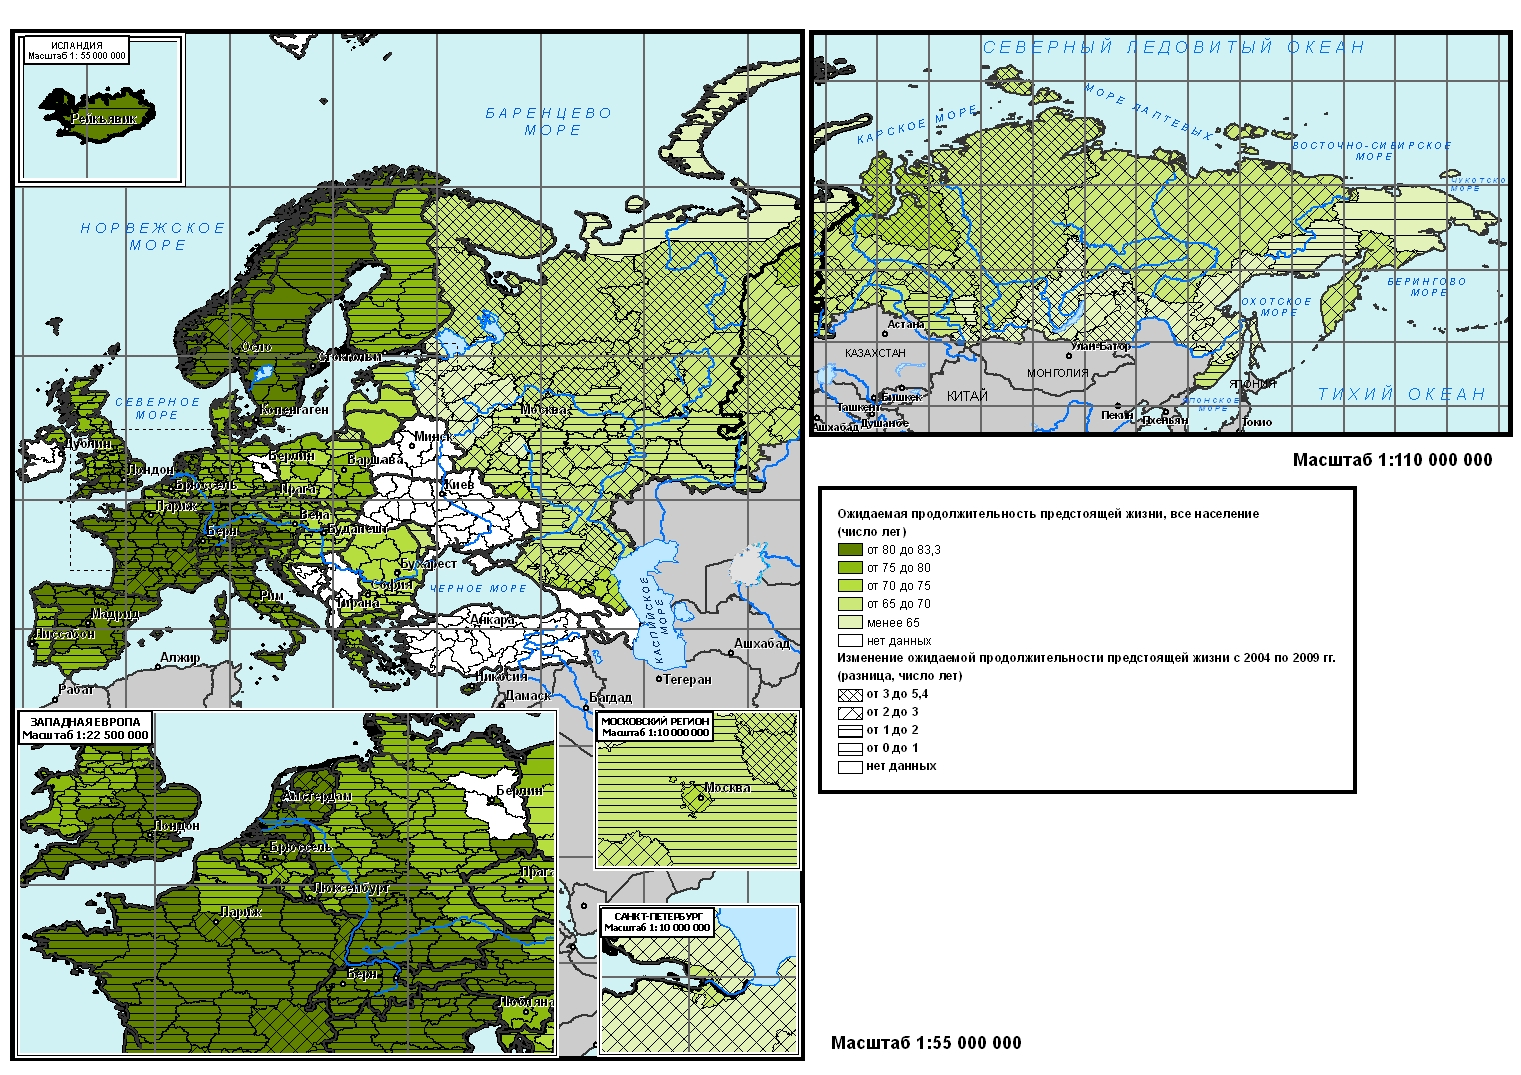 ИСЛАНДИЯ
Масштаб 1: 55 000 000
Рейкьявик
БАРЕНЦЕВО
МОРЕ
НОРВЕЖСКОЕ
МОРЕ
Осло
Стокгольм
СЕВЕРНОЕ
МОРЕ
Копенгаген
Москва
Дублин
Минск
Берлин
Варшава
Лондон
Брюссель
Киев
Прага
Париж
Вена
Берн
Будапешт
Бухарест
София
ЧЕРНОЕ МОРЕ
Рим
Тирана
Мадрид
Лиссабон
Анкара
КАСПИЙСКОЕ
МОРЕ
Ашхабад
Алжир
Рабат
Никосия
Тегеран
Дамаск
Багдад
ЗАПАДНАЯ ЕВРОПА
Масштаб 1:22 500 000
Амстердам
Берлин
Лондон
Брюссель
Прага
Люксембург
Париж
Берн
Любляна
МОСКОВСКИЙ РЕГИОН
Масштаб 1:10 000 000
Москва
САНКТ-ПЕТЕРБУРГ
Масштаб 1: 10 000 000
СЕВЕРНЫЙ ЛЕДОВИТЫЙ ОКЕАН
КАРСКОЕ МОРЕ
МОРЕ ЛАПТЕВЫХ
ВОСТОЧНО-СИБИРСКОЕ
МОРЕ
ЧУКОТСКО
МОРЕ
БЕРИНГОВО
МОРЕ
ОХОТСКОЕ
МОРЕ
Астана
КАЗАХСТАН
Улан-Батор
МОНГОЛИЯ
КИТАЙ
ЯПОНИЯ
ТИХИЙ ОКЕАН
Бишкек
Ташкент
ЯПОНСКОЕ
МОРЕ
Пекин
Пхеньян
Токио
Ашхабад
Душанбе
Масштаб 1:110 000 000
Ожидаемая продолжительность предстоящей жизни, все население
(число лет)
от 80 до 83,3
от 75 до 80
от 70 до 75
от 65 до 70
менее 65
нет данных
Изменение ожидаемой продолжительности предстоящей жизни с 2004 по 2009 гг.
(разница, число лет)
от 3 до 5,4
от 2 до 3
от 1 до 2
от 0 до 1
нет данных
Масштаб 1:55 000 000